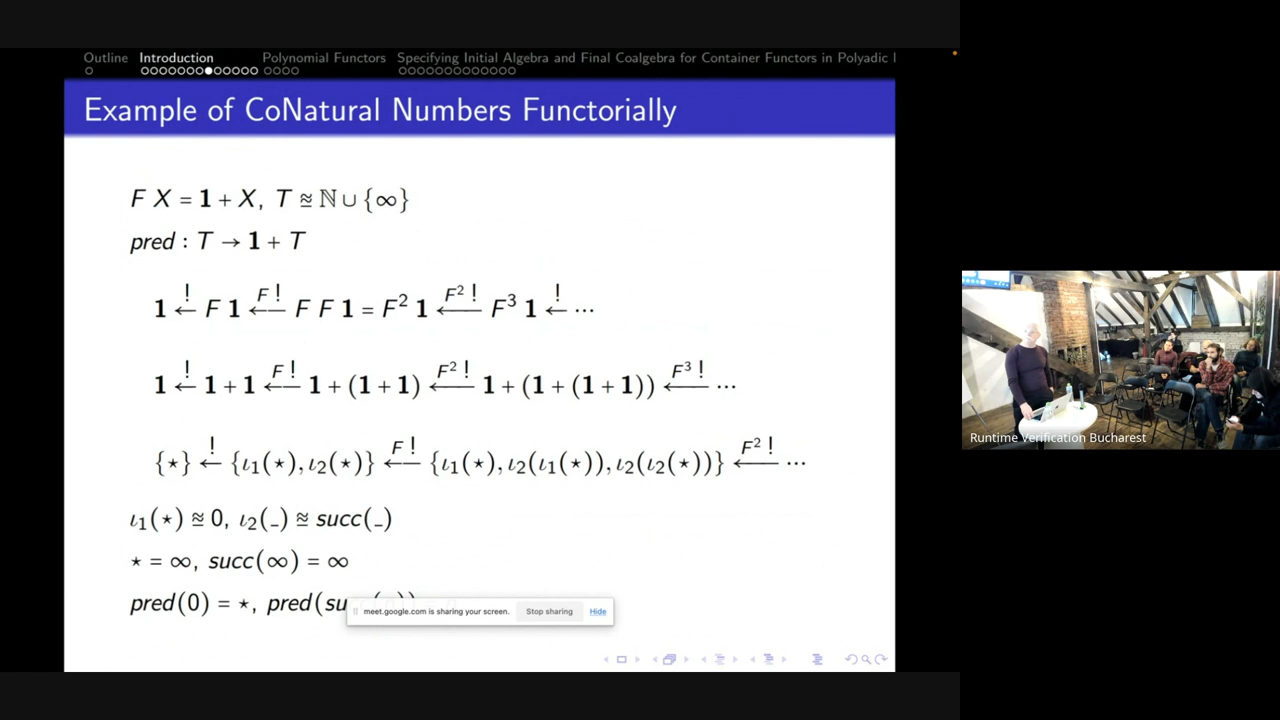 Outline Introduction Polynomial Functors Specifying Initial Algebra and Final Coalgebra for Container Functors in Polyadic
Example of CoNatural Numbers Functorially
F X = 1 + X, T ≅ ℕ ∪ {∞}
pred : T → 1 + T
1 ←! F 1 ←F! F F 1 = F² 1 ←F²! F³ 1 ←! ⋯
1 ←! 1 + 1 ←F! 1 + (1 + 1) ←F²! 1 + (1 + (1 + 1)) ←F³! ⋯
{⋆} ←! {ι₁(⋆), ι₂(⋆)} ←F! {ι₁(⋆), ι₂(ι₁(⋆)), ι₂(ι₂(⋆))} ←F²! ⋯
ι₁(⋆) ≅ 0, ι₂(_) ≅ succ(_)
⋆ = ∞, succ(∞) = ∞
pred(0) = ⋆, pred(su
meet.google.com is sharing your screen. Stop sharing Hide
Runtime Verification Bucharest